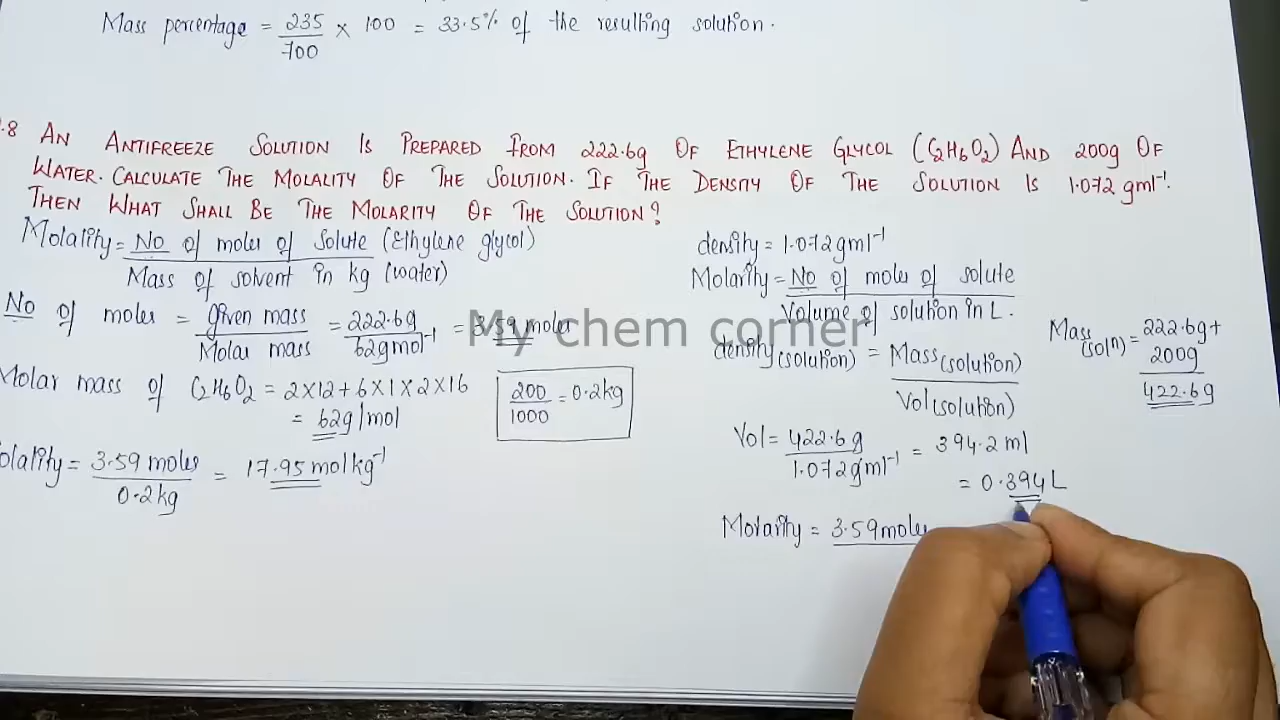 Mass percentage = 235/700 × 100 = 33.5% of the resulting solution.
.8 AN ANTIFREEZE SOLUTION IS PREPARED FROM 222.6g OF ETHYLENE GLYCOL (C2H6O2) AND 200g OF
WATER. CALCULATE THE MOLALITY OF THE SOLUTION. IF THE DENSITY OF THE SOLUTION IS 1.072 gml⁻¹.
THEN WHAT SHALL BE THE MOLARITY OF THE SOLUTION?
Molality = No of moles of solute (Ethylene glycol)
Mass of solvent in kg (water)
No of moles = given mass / Molar mass = 222.6g / 62gmol⁻¹ = 3.59 moles
Molar mass of C2H6O2 = 2×12+6×1×2×16
= 62g/mol
200/1000 = 0.2kg
olality = 3.59 moles / 0.2kg = 17.95 mol kg⁻¹
density = 1.072gml⁻¹
Molarity = No of moles of solute
Volume of solution in L.
density (solution) = Mass (solution)
Vol (solution)
Mass (soln) = 222.6g+
200g
422.6g
Vol = 422.6g / 1.072gml⁻¹ = 394.2 ml
= 0.394 L
Molarity = 3.59 moles
My chem corner